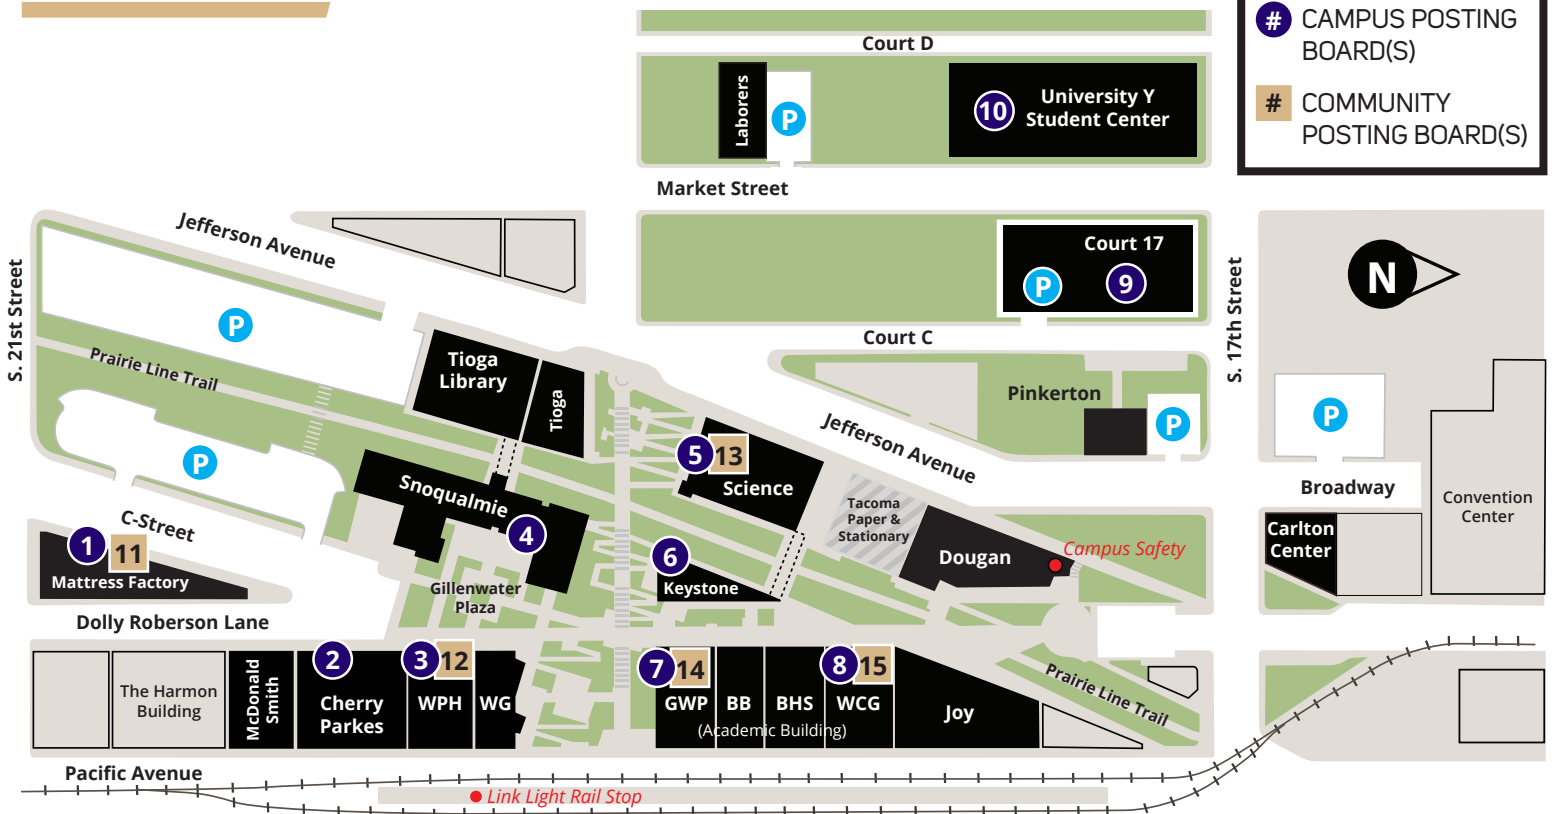 # CAMPUS POSTING
BOARD(S)
# COMMUNITY
POSTING BOARD(S)
Court D
Laborers
P
10
University Y
Student Center
Market Street
Jefferson Avenue
Court 17
P
9
N
S. 21st Street
S. 17th Street
P
Court C
Prairie Line Trail
Tioga
Library
Tioga
Pinkerton
P
P
Jefferson Avenue
5
13
Science
P
Snoqualmie
4
Broadway
Convention
Center
Tacoma
Paper &
Stationary
Carlton
Center
C-Street
1
11
Mattress Factory
6
Keystone
Dougan
Campus Safety
Gillenwater
Plaza
Dolly Roberson Lane
The Harmon
Building
McDonald
Smith
2
Cherry
Parkes
3
12
WPH
WG
7
14
GWP
BB
BHS
8
15
WCG
(Academic Building)
Joy
Prairie Line Trail
Pacific Avenue
Link Light Rail Stop